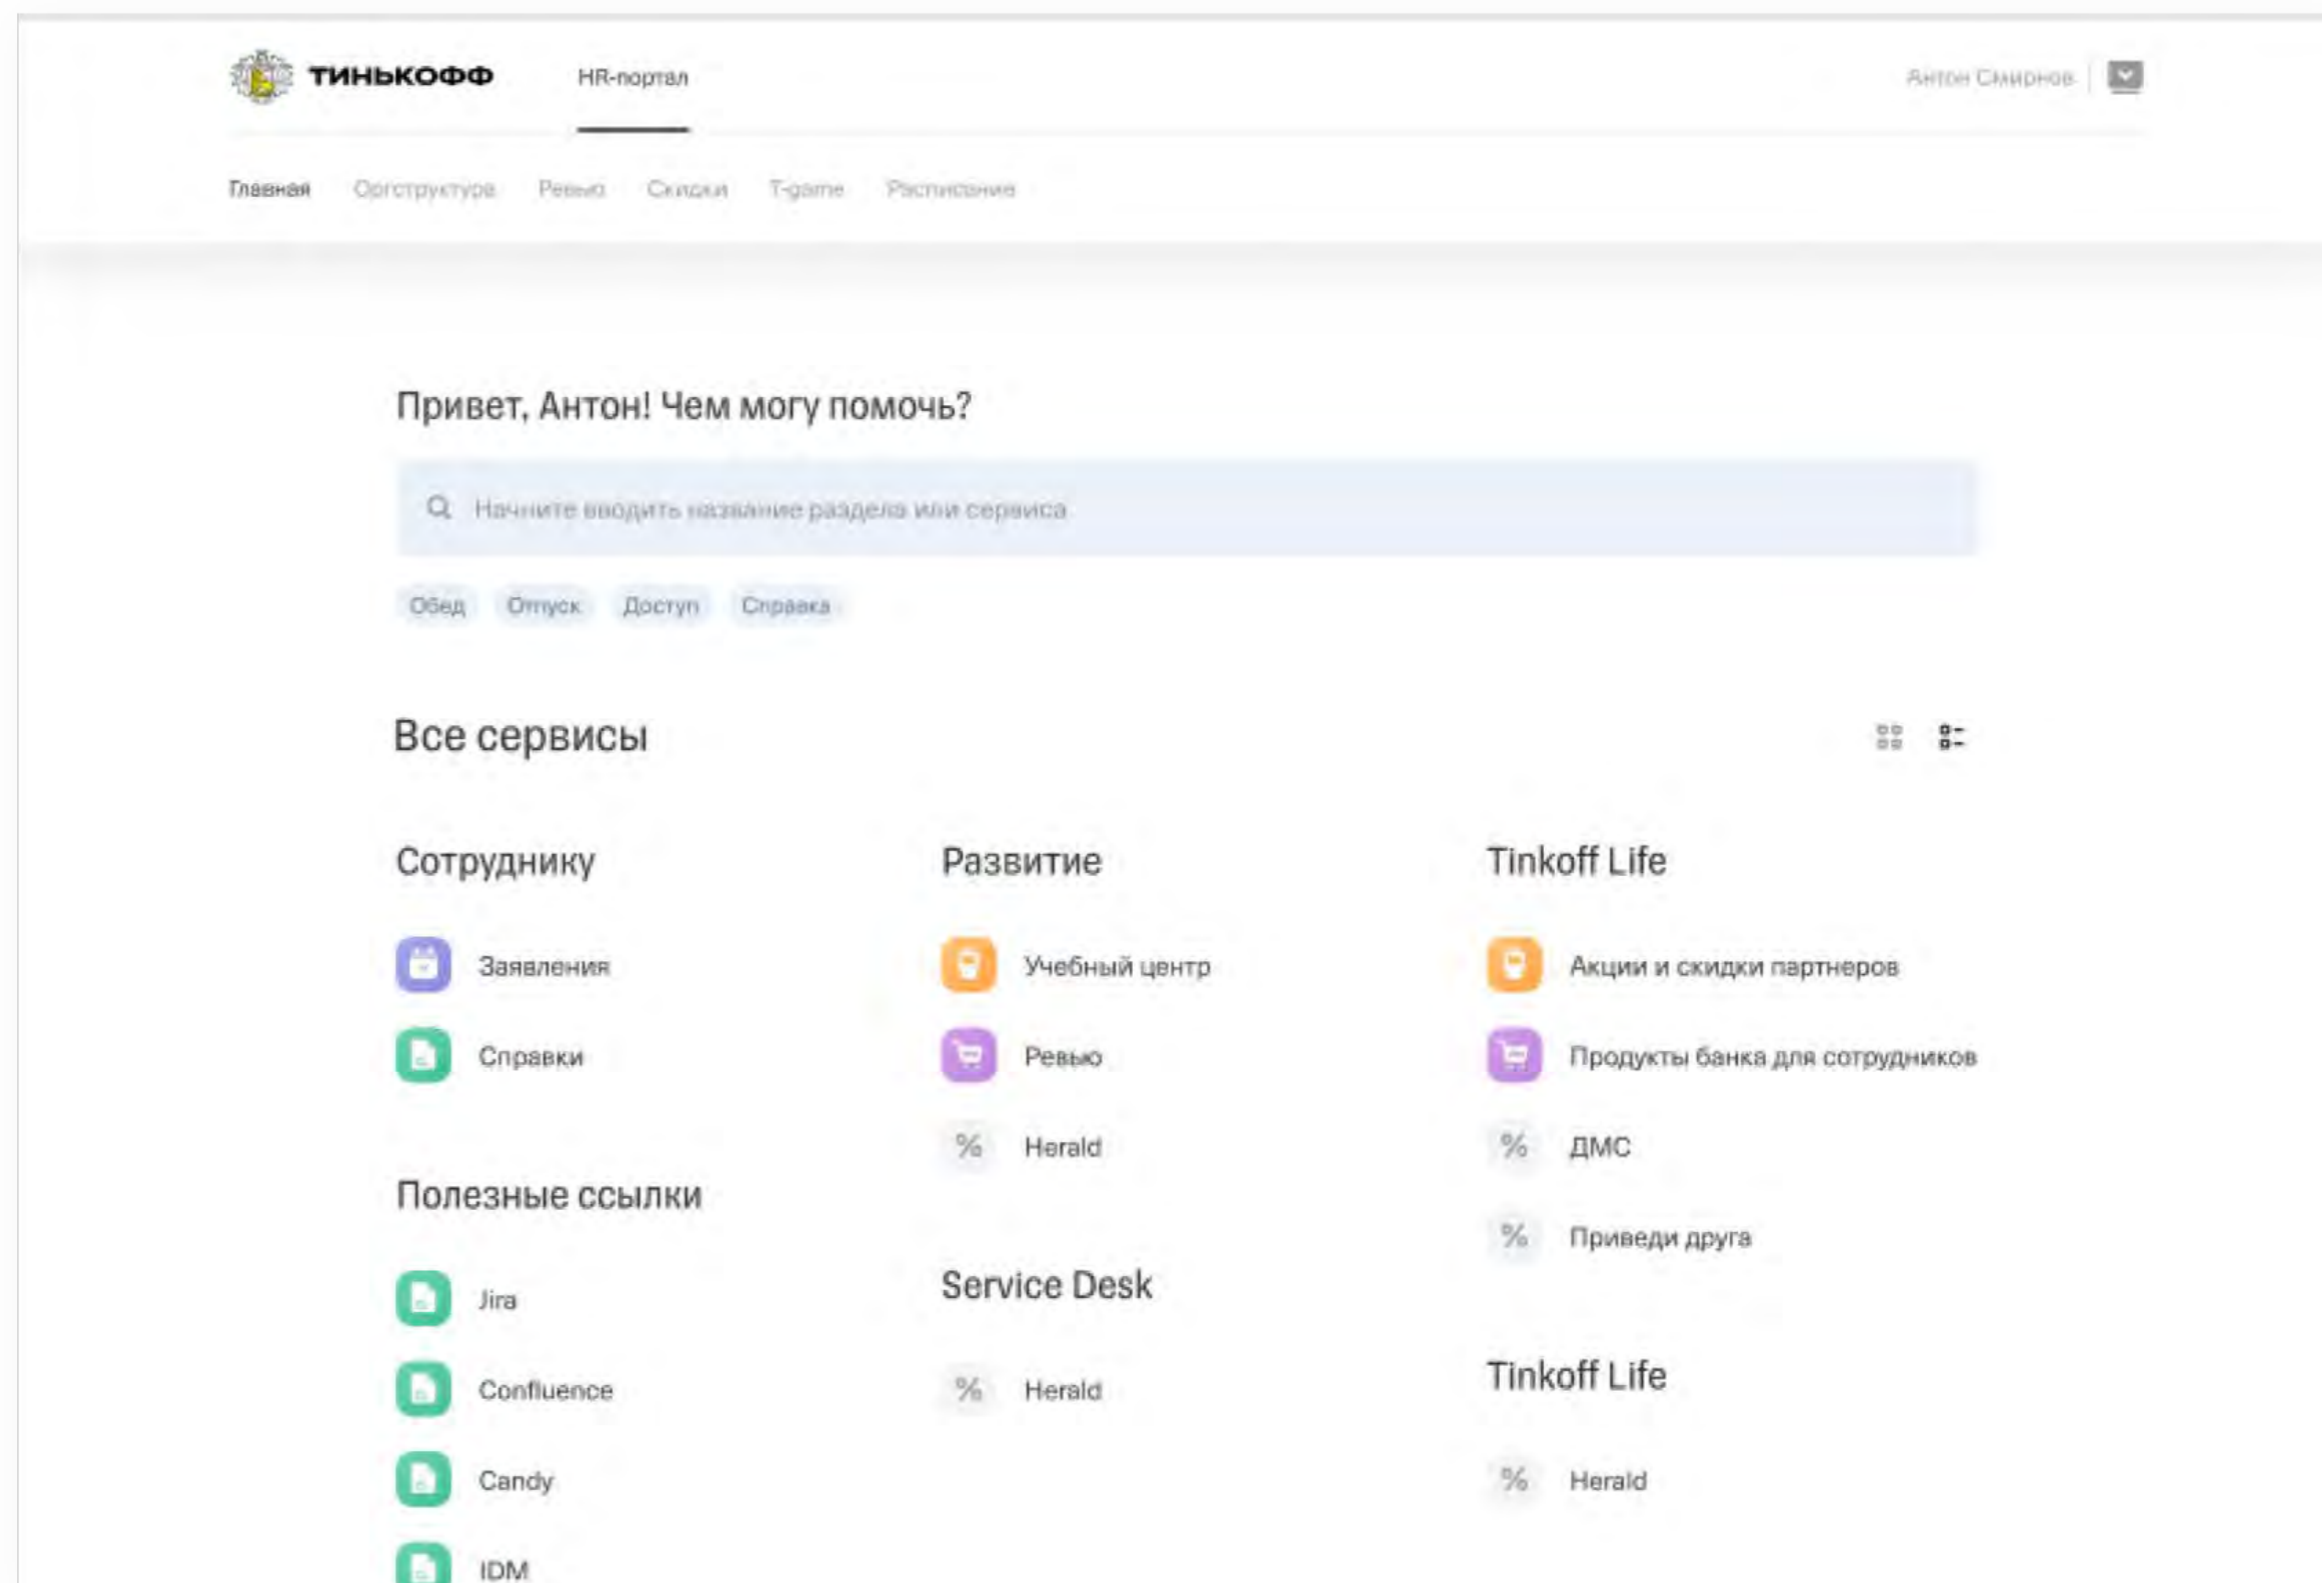 ТИНЬКОФФ
HR-портал
Антон Смирнов
Главная Оргструктура Ревью Скидки T-game Расписание
Привет, Антон! Чем могу помочь?
Начните вводить название раздела или сервиса
Обед Отпуск Доступ Справка
Все сервисы
Сотруднику
Заявления
Справки
Полезные ссылки
Jira
Confluence
Candy
IDM
Развитие
Учебный центр
Ревью
% Herald
Service Desk
% Herald
Tinkoff Life
Акции и скидки партнеров
Продукты банка для сотрудников
% ДМС
% Приведи друга
Tinkoff Life
% Herald